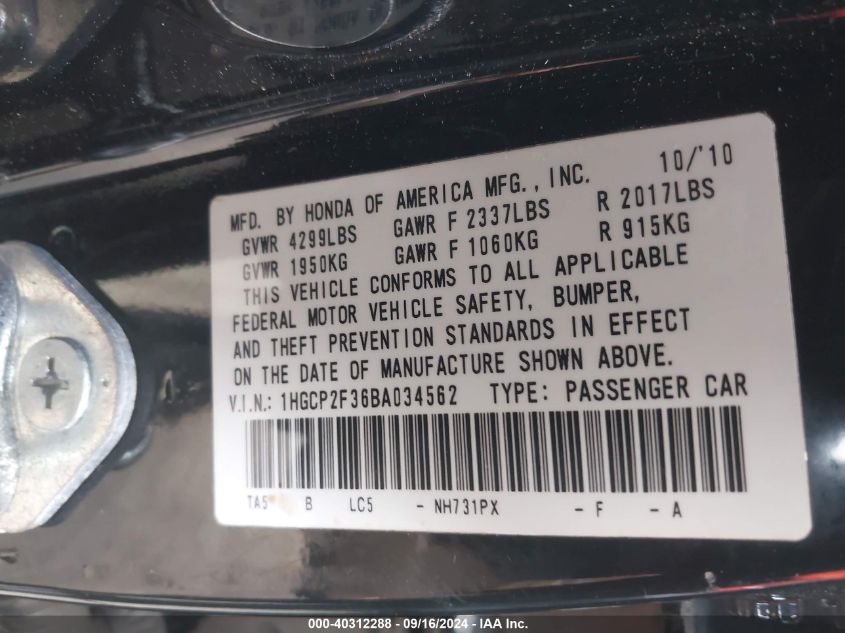 MFD. BY HONDA OF AMERICA MFG., INC. 10/'10
GVWR 4299LBS GAWR F 2337LBS R 2017LBS
GVWR 1950KG GAWR F 1060KG R 915KG
THIS VEHICLE CONFORMS TO ALL APPLICABLE
FEDERAL MOTOR VEHICLE SAFETY, BUMPER,
AND THEFT PREVENTION STANDARDS IN EFFECT
ON THE DATE OF MANUFACTURE SHOWN ABOVE.
V.I.N.: 1HGCP2F36BA034562 TYPE: PASSENGER CAR
TA5 B LC5 - NH731PX - F - A
000-40312288 - 09/16/2024 - IAA Inc.